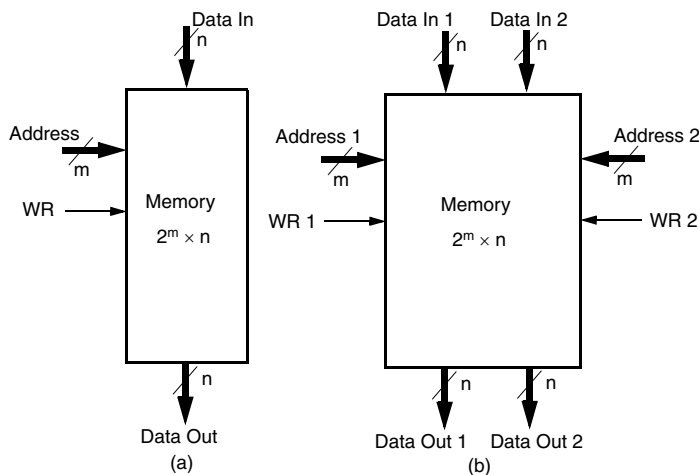 Data In
n
Address
m
WR
Memory
2^m × n
n
Data Out
(a)
Data In 1
n
Data In 2
n
Address 1
m
Address 2
m
WR 1
WR 2
Memory
2^m × n
n
n
Data Out 1
Data Out 2
(b)